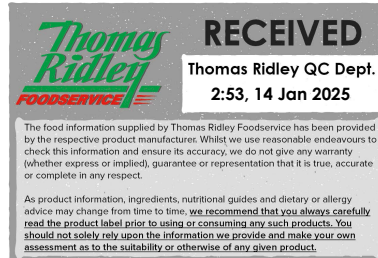 Thomas
Ridley
FOODSERVICE
RECEIVED
Thomas Ridley QC Dept.
2:53, 14 Jan 2025
The food information supplied by Thomas Ridley Foodservice has been provided
by the respective product manufacturer. Whilst we use reasonable endeavours to
check this information and ensure its accuracy, we do not give any warranty
(whether express or implied), guarantee or representation that it is true, accurate
or complete in any respect.
As product information, ingredients, nutritional guides and dietary or allergy
advice may change from time to time, we recommend that you always carefully
read the product label prior to using or consuming any such products. You
should not solely rely upon the information we provide and make your own
assessment as to the suitability or otherwise of any given product.